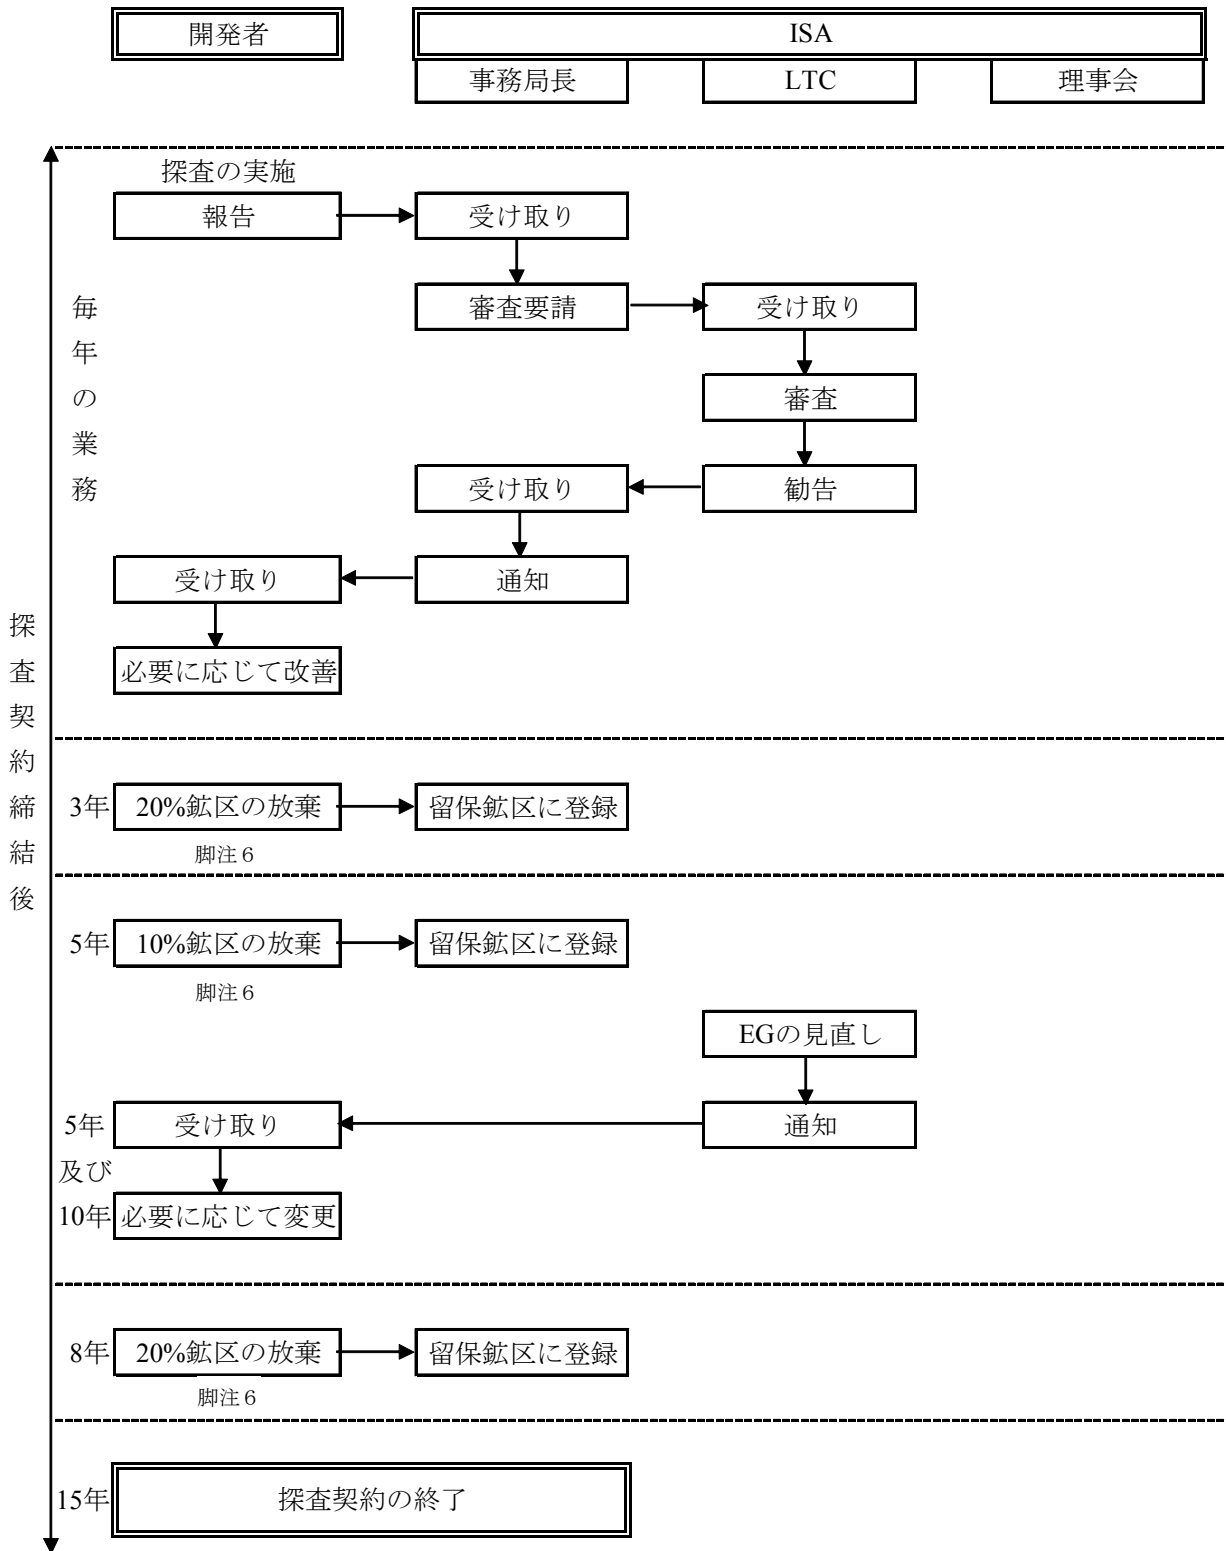 開発者
ISA
事務局長
LTC
理事会
探査の実施
報告
受け取り
審査要請
受け取り
審査
勧告
受け取り
通知
受け取り
必要に応じて改善
毎年の業務
探査契約締結後
3年
20%鉱区の放棄
留保鉱区に登録
脚注6
5年
10%鉱区の放棄
留保鉱区に登録
脚注6
EGの見直し
通知
5年
及び
10年
受け取り
必要に応じて変更
8年
20%鉱区の放棄
留保鉱区に登録
脚注6
15年
探査契約の終了